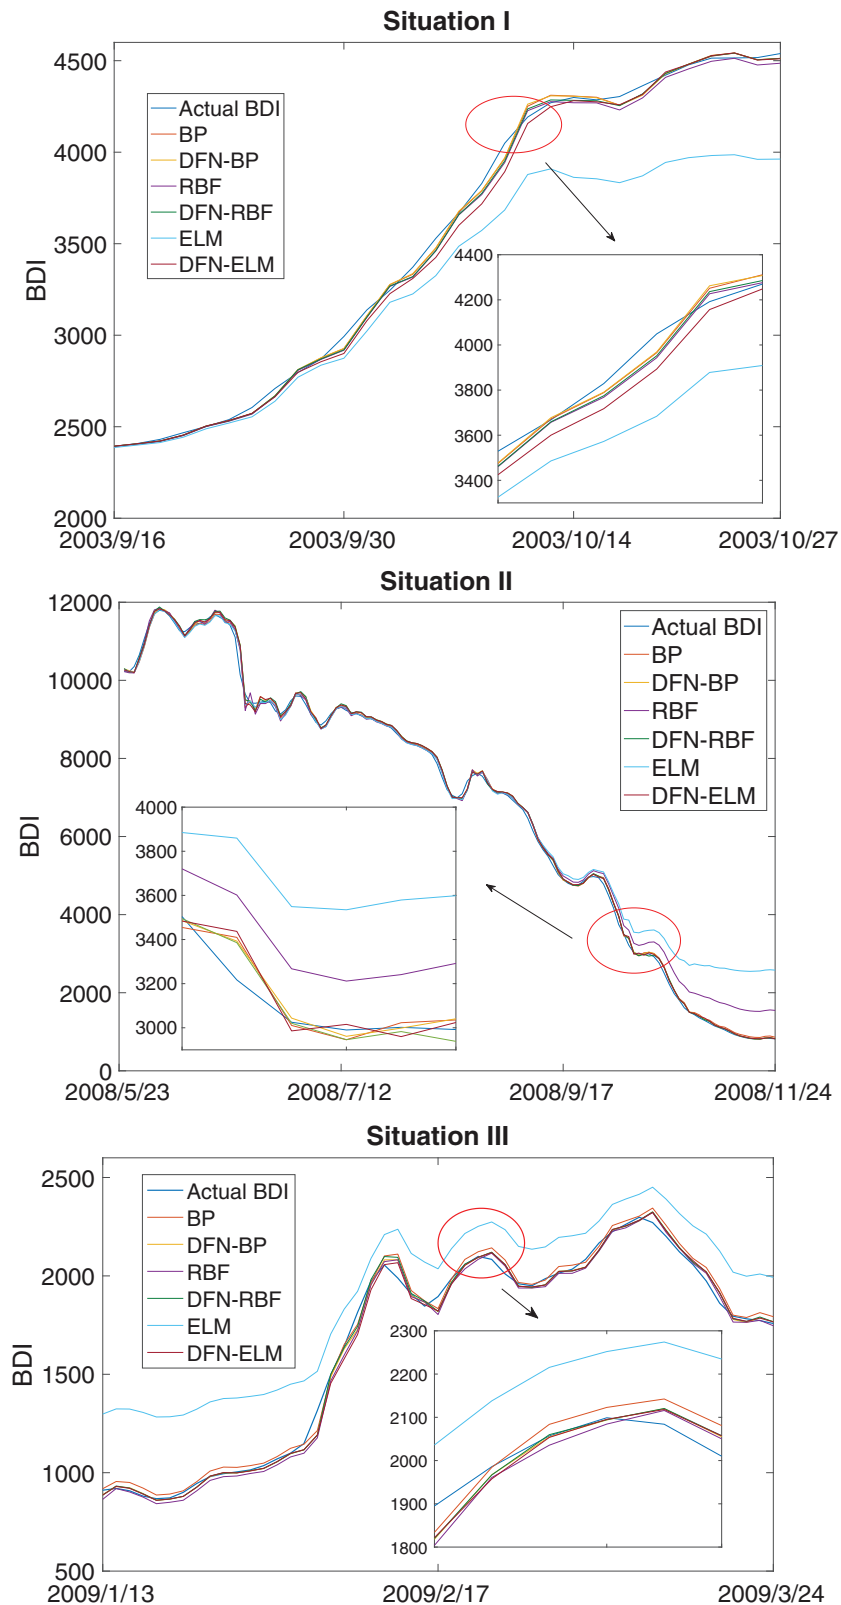 Situation I
4500
4000
3500
3000
2500
2000
BDI
Actual BDI
BP
DFN-BP
RBF
DFN-RBF
ELM
DFN-ELM
4400
4200
4000
3800
3600
3400
2003/9/16
2003/9/30
2003/10/14
2003/10/27
Situation II
12000
10000
8000
6000
4000
2000
0
BDI
Actual BDI
BP
DFN-BP
RBF
DFN-RBF
ELM
DFN-ELM
4000
3800
3600
3400
3200
3000
2008/5/23
2008/7/12
2008/9/17
2008/11/24
Situation III
2500
2000
1500
1000
500
BDI
Actual BDI
BP
DFN-BP
RBF
DFN-RBF
ELM
DFN-ELM
2300
2200
2100
2000
1900
1800
2009/1/13
2009/2/17
2009/3/24